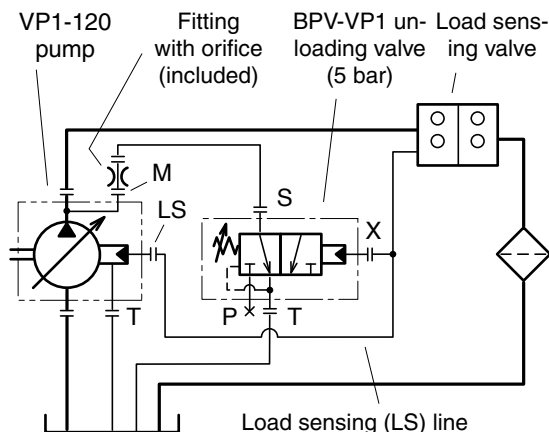 VP1-120
pump
Fitting
with orifice
(included)
BPV-VP1 un-
loading valve
(5 bar)
Load sens-
ing valve
M
LS
S
X
T
P
T
Load sensing (LS) line